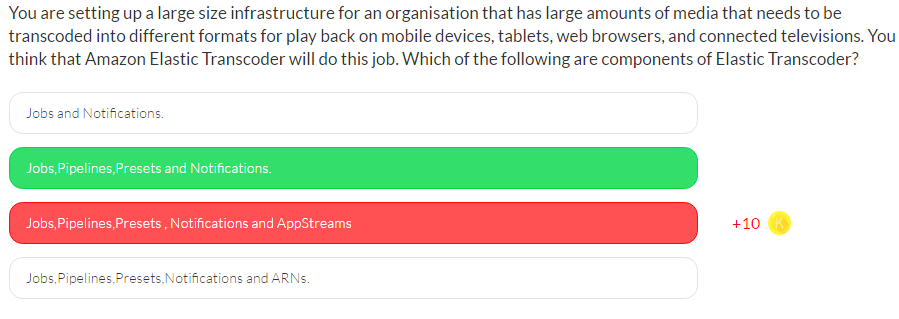 You are setting up a large size infrastructure for an organisation that has large amounts of media that needs to be
transcoded into different formats for play back on mobile devices, tablets, web browsers, and connected televisions. You
think that Amazon Elastic Transcoder will do this job. Which of the following are components of Elastic Transcoder?
Jobs and Notifications.
Jobs,Pipelines,Presets and Notifications.
Jobs,Pipelines,Presets , Notifications and AppStreams
+10 K
Jobs,Pipelines,Presets,Notifications and ARNs.